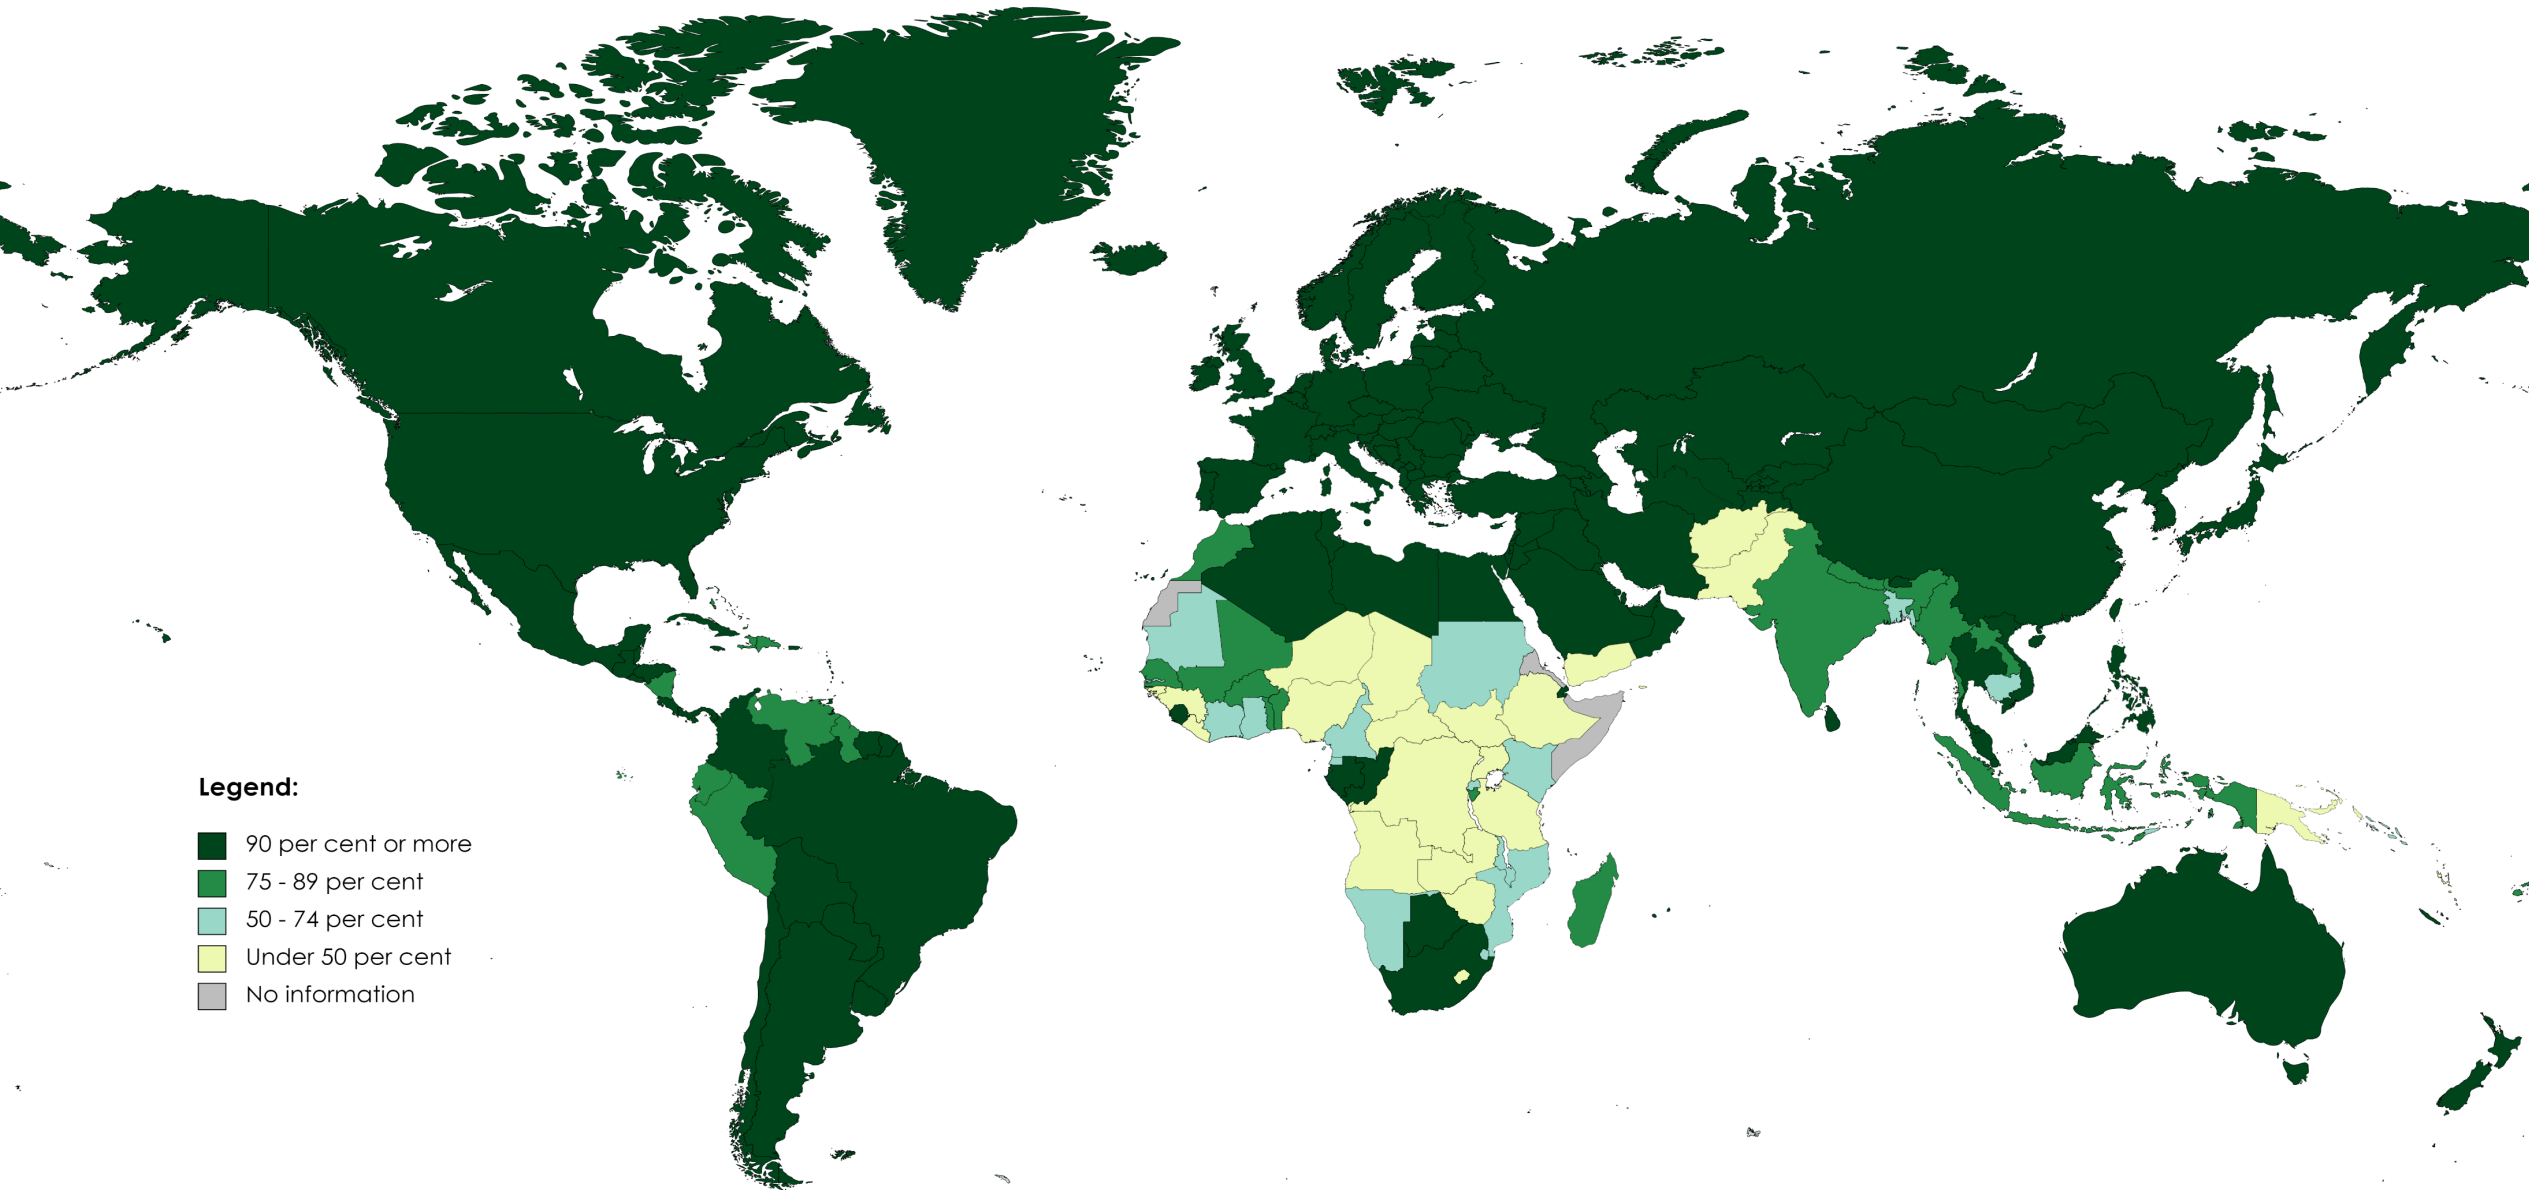 Legend:
90 per cent or more
75 - 89 per cent
50 - 74 per cent
Under 50 per cent
No information